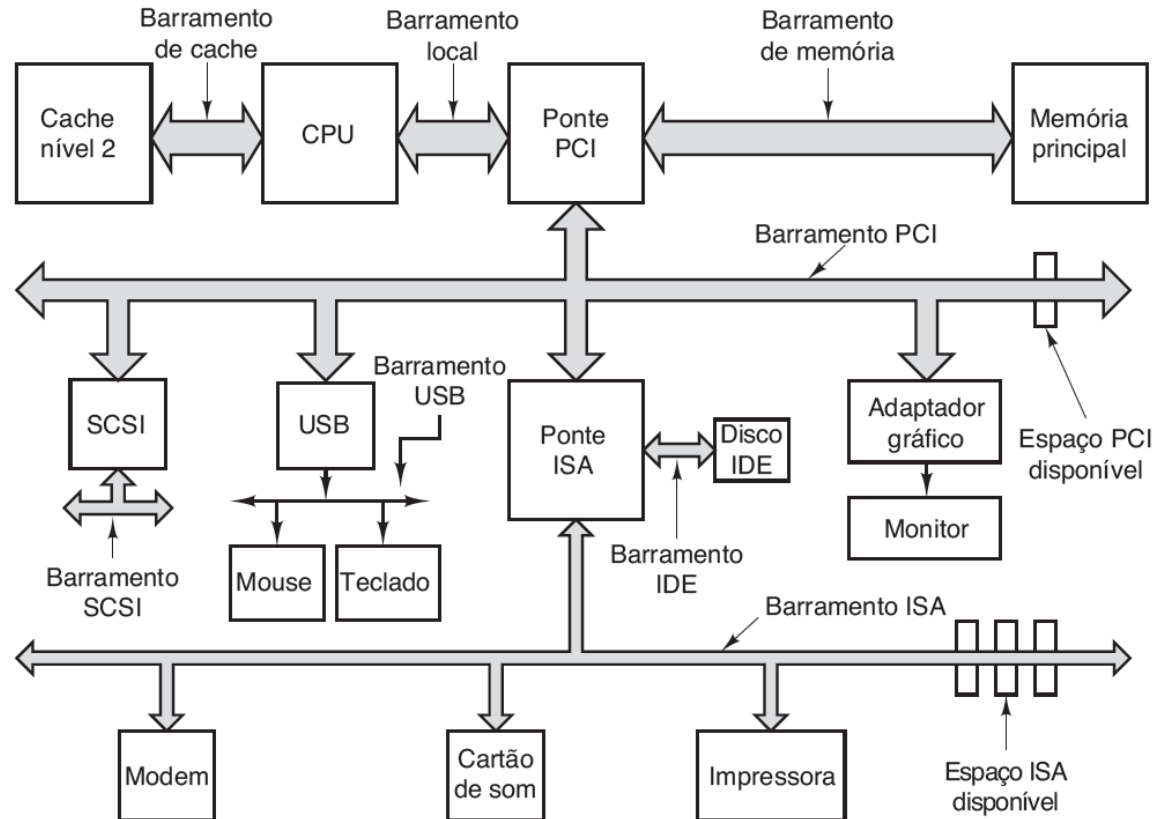 Barramento
de cache
Barramento
local
Barramento
de memória
Cache
nível 2
CPU
Ponte
PCI
Memória
principal
Barramento PCI
SCSI
USB
Barramento
USB
Ponte
ISA
Disco
IDE
Adaptador
gráfico
Espaço PCI
disponível
Monitor
Barramento
SCSI
Mouse
Teclado
Barramento
IDE
Barramento ISA
Modem
Cartão
de som
Impressora
Espaço ISA
disponível